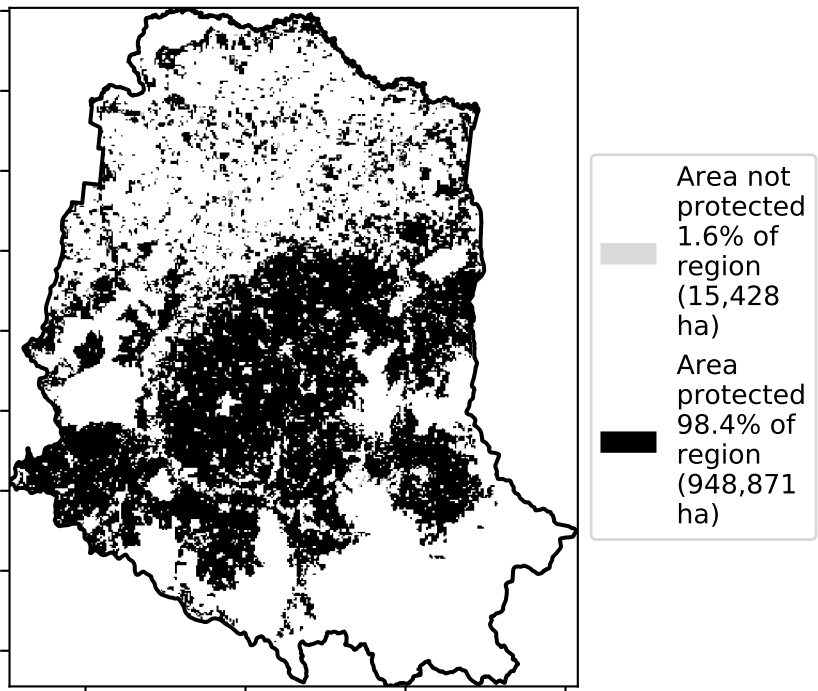 Area not
protected
1.6% of
region
(15,428
ha)
Area
protected
98.4% of
region
(948,871
ha)